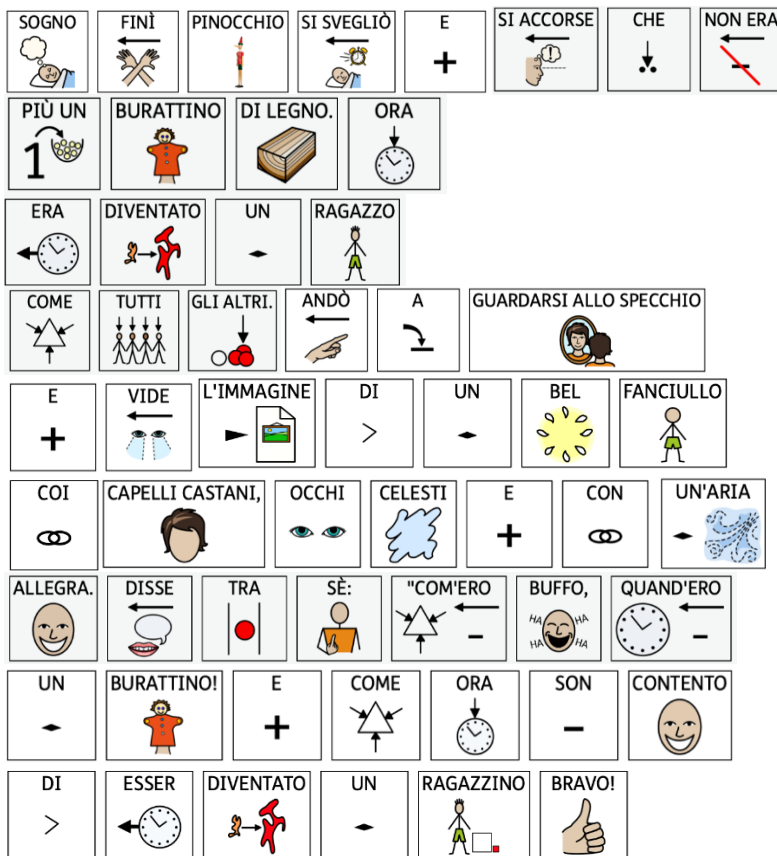 SOGNO FINÌ PINOCCHIO SI SVEGLIÒ E SI ACCORSE CHE NON ERA
PIÙ UN BURATTINO DI LEGNO. ORA
ERA DIVENTATO UN RAGAZZO
COME TUTTI GLI ALTRI. ANDÒ A GUARDARSI ALLO SPECCHIO
E VIDE L'IMMAGINE DI UN BEL FANCIULLO
COI CAPELLI CASTANI, OCCHI CELESTI E CON UN'ARIA
ALLEGRA. DISSE TRA SÈ: "COM'ERO BUFFO, QUAND'ERO
UN BURATTINO! E COME ORA SON CONTENTO
DI ESSER DIVENTATO UN RAGAZZINO BRAVO!